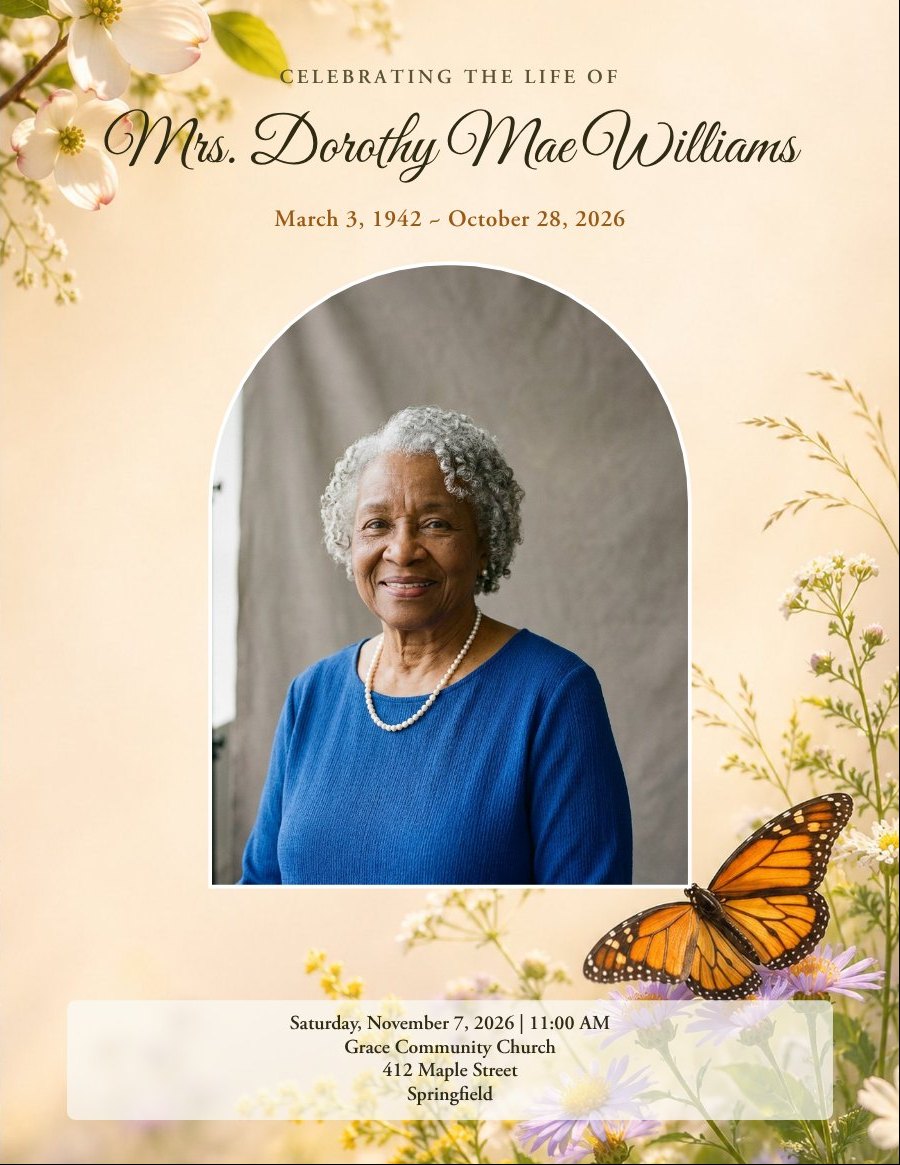 CELEBRATING THE LIFE OF
Mrs. Dorothy Mae Williams
March 3, 1942 ~ October 28, 2026
Saturday, November 7, 2026 | 11:00 AM
Grace Community Church
412 Maple Street
Springfield